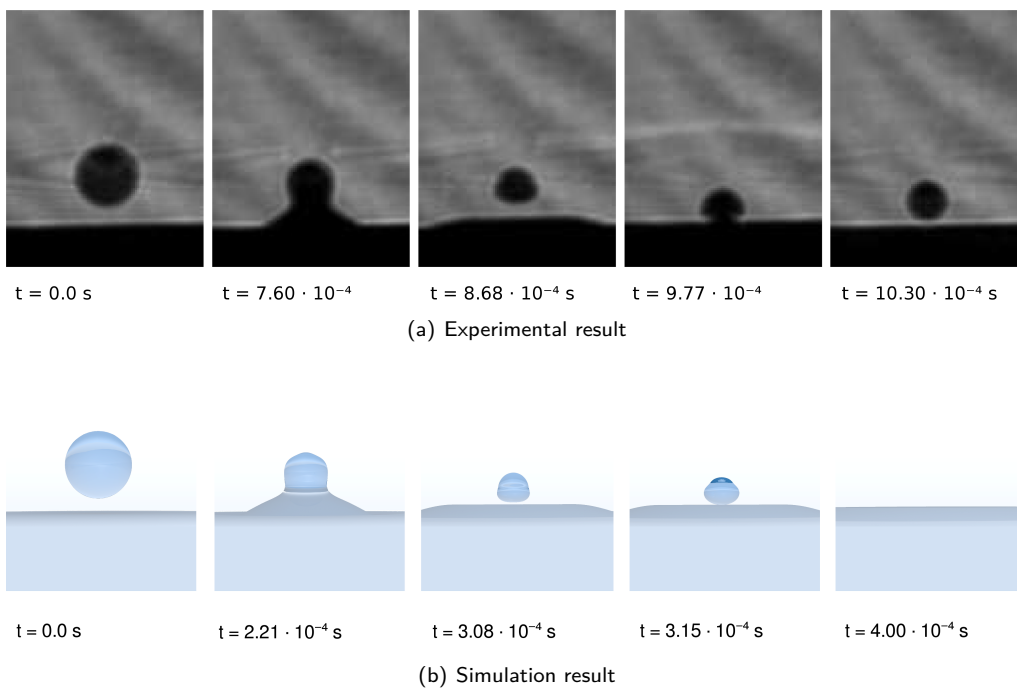 t = 0.0 s t = 7.60 · 10⁻⁴ t = 8.68 · 10⁻⁴ s t = 9.77 · 10⁻⁴ t = 10.30 · 10⁻⁴ s
(a) Experimental result
t = 0.0 s t = 2.21 · 10⁻⁴ s t = 3.08 · 10⁻⁴ s t = 3.15 · 10⁻⁴ s t = 4.00 · 10⁻⁴ s
(b) Simulation result